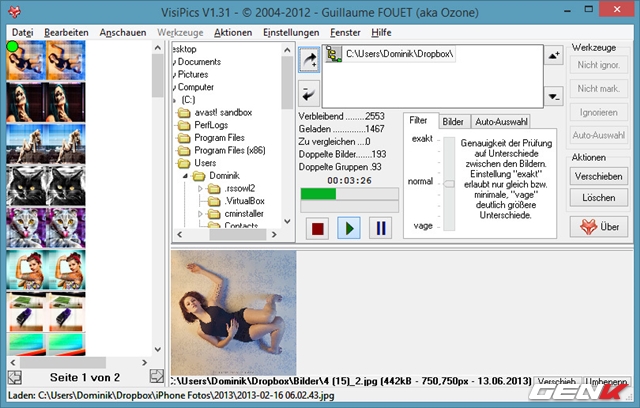 VisiPics V1.31 - © 2004-2012 - Guillaume FOUET (aka Ozone)
Datei Bearbeiten Anschauen Werkzeuge Aktionen Einstellungen Fenster Hilfe
esktop
Documents
Pictures
Computer
(C:)
avast! sandbox
PerfLogs
Program Files
Program Files (x86)
Users
Dominik
.rssowl2
.VirtualBox
cminstaller
Contacts
C:\Users\Dominik\Dropbox\
Verbleibend .......2553
Geladen ..........1467
Zu vergleichen ...0
Doppelte Bilder.......193
Doppelte Gruppen .93
00:03:26
Filter Bilder Auto-Auswahl
exakt
normal
vage
Genauigkeit der Prüfung
auf Unterschiede
zwischen den Bildern.
Einstellung "exakt"
erlaubt nur gleich bzw.
minimale, "vage"
deutlich größere
Unterschiede.
Werkzeuge
Nicht ignor.
Nicht mark.
Ignorieren
Auto-Auswahl
Aktionen
Verschieben
Löschen
Über
Seite 1 von 2
C:\Users\Dominik\Dropbox\Bilder\4 (15)_2.jpg (442kB - 750,750px - 13.06.2013)
Verschieb Umbenenn
Laden: C:\Users\Dominik\Dropbox\iPhone Fotos\2013\2013-02-16 06.02.43.jpg
GENK